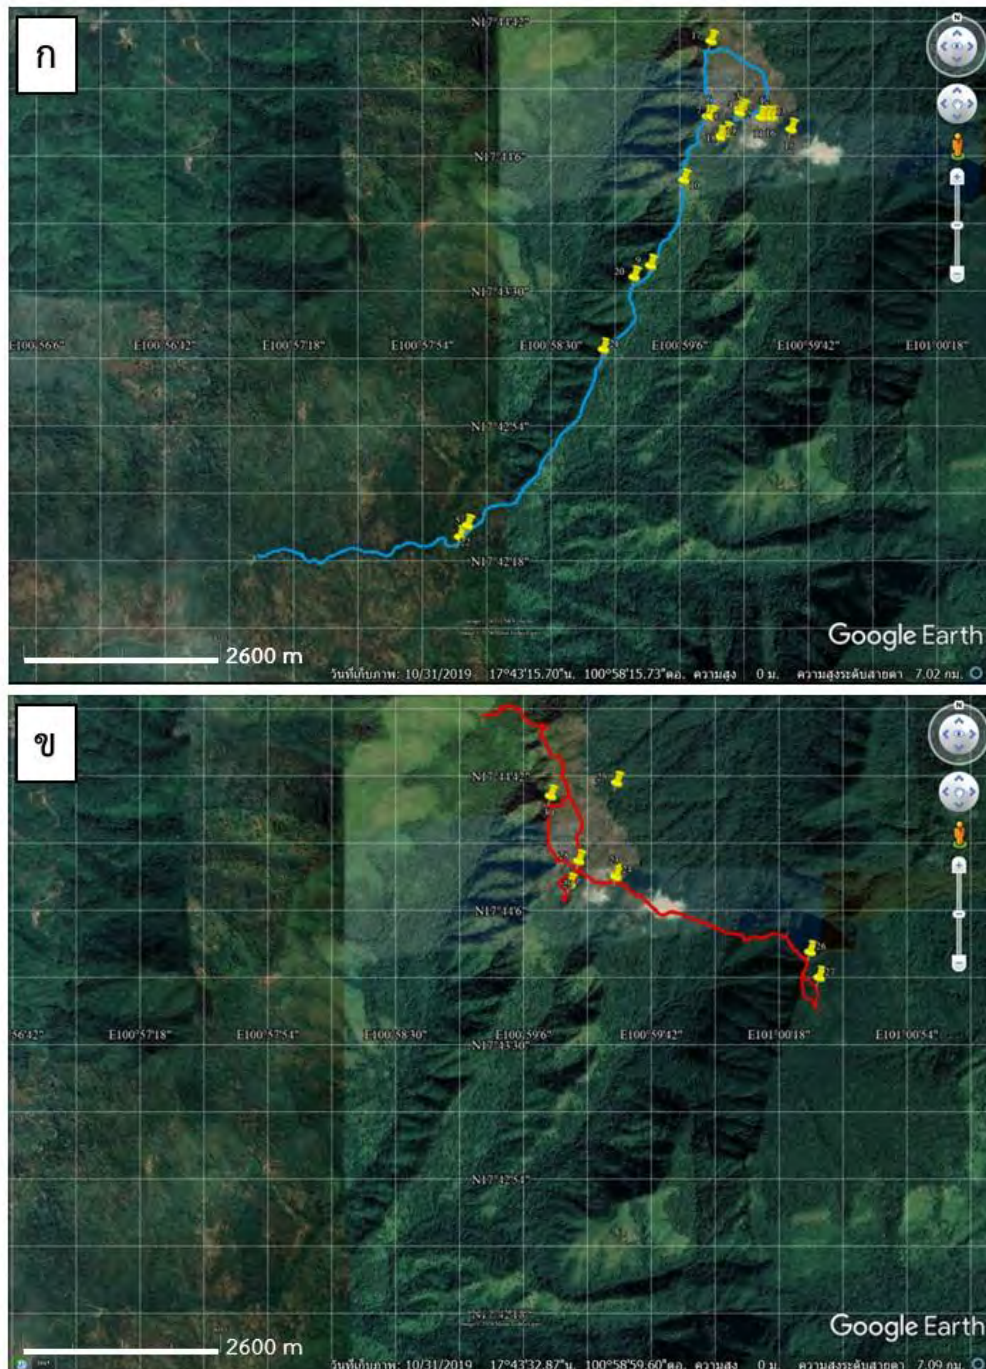 ก
N17°44'42"
N17°44'6"
10
9
20
N17°43'30"
E100°56'6" E100°56'42" E100°57'18" E100°57'54" E100°58'30" E100°59'6" E100°59'42" E101°00'18"
N17°42'54"
N17°42'18"
Google Earth
2600 m
วันที่เก็บภาพ: 10/31/2019 17°43'15.70"น. 100°58'15.73"ตอ. ความสูง 0 ม. ความสูงระดับสายตา 7.02 กม.
ข
N17°44'42"
N17°44'6"
26
27
56'42" E100°57'18" E100°57'54" E100°58'30" E100°59'6" E100°59'42" E101°00'18" E101°00'54"
N17°43'30"
N17°42'54"
N17°42'18"
Google Earth
2600 m
วันที่เก็บภาพ: 10/31/2019 17°43'32.87"น. 100°58'59.60"ตอ. ความสูง 0 ม. ความสูงระดับสายตา 7.09 กม.